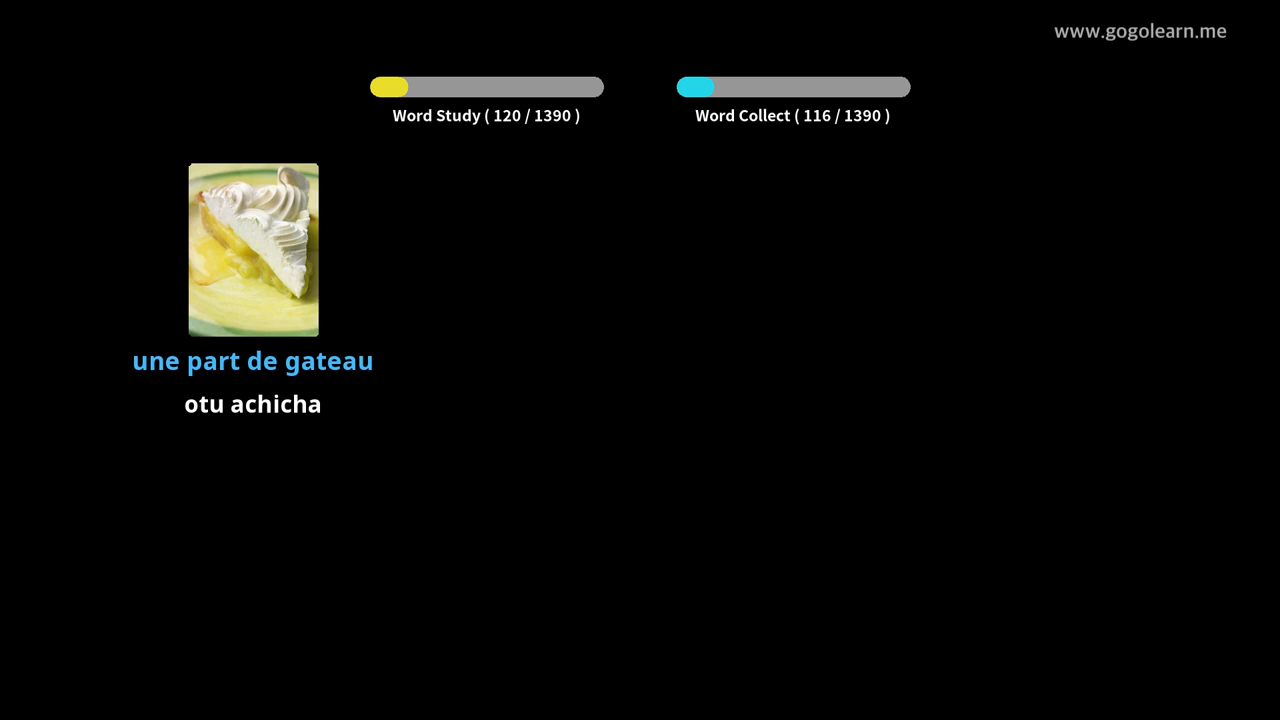 www.gogolearn.me
Word Study ( 120 / 1390 )
Word Collect ( 116 / 1390 )
une part de gateau
otu achicha